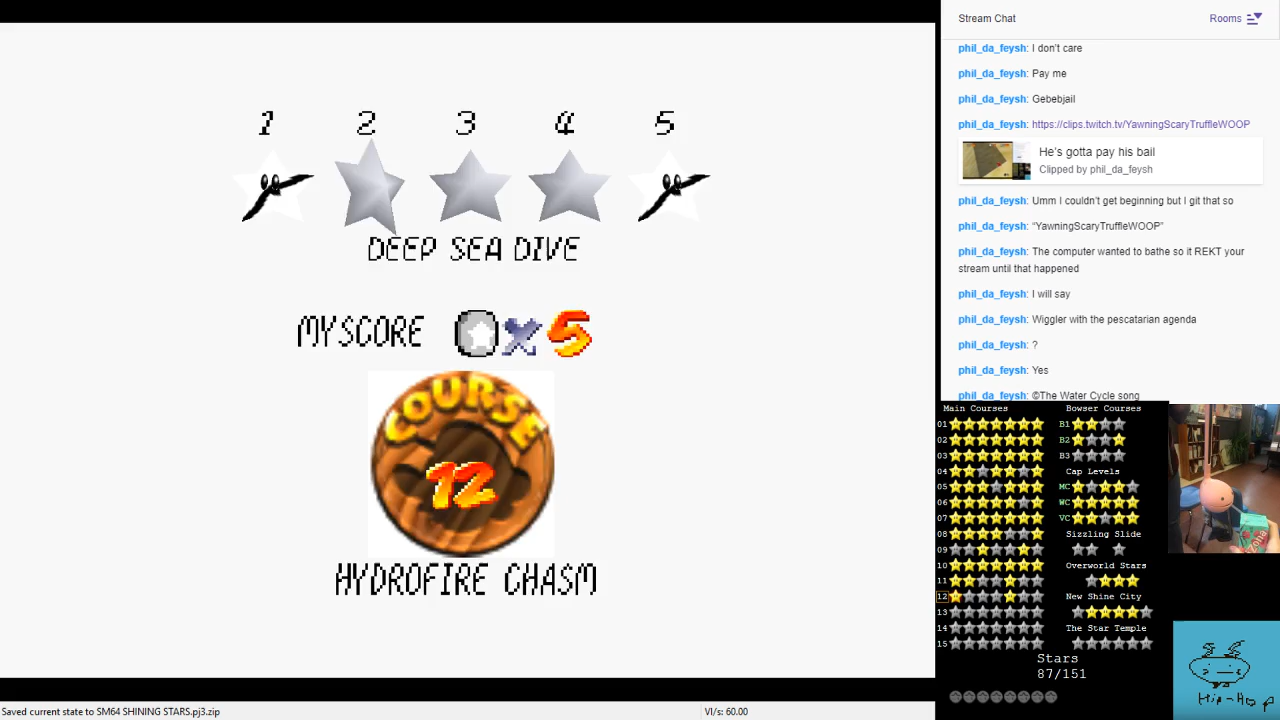 1 2 3 4 5
DEEP SEA DIVE
MYSCORE 5
COURSE
12
HYDROFIRE CHASM
Saved current state to SM64 SHINING STARS.pj3.zip
VI/s: 60.00
Stream Chat
Rooms
phil_da_feysh: I don't care
phil_da_feysh: Pay me
phil_da_feysh: Gebebjail
phil_da_feysh: https://clips.twitch.tv/YawningScaryTruffleWOOP
He's gotta pay his bail
Clipped by phil_da_feysh
phil_da_feysh: Umm I couldn't get beginning but I git that so
phil_da_feysh: "YawningScaryTruffleWOOP"
phil_da_feysh: The computer wanted to bathe so it REKT your
stream until that happened
phil_da_feysh: I will say
phil_da_feysh: Wiggler with the pescatarian agenda
phil_da_feysh: ?
phil_da_feysh: Yes
phil_da_feysh: ©The Water Cycle song
Main Courses
01
02
03
04
05
06
07
08
09
10
11
12
13
14
15
Bowser Courses
B1
B2
B3
Cap Levels
MC
WC
VC
Sizzling Slide
Overworld Stars
New Shine City
The Star Temple
Stars
87/151
Hip-Hop